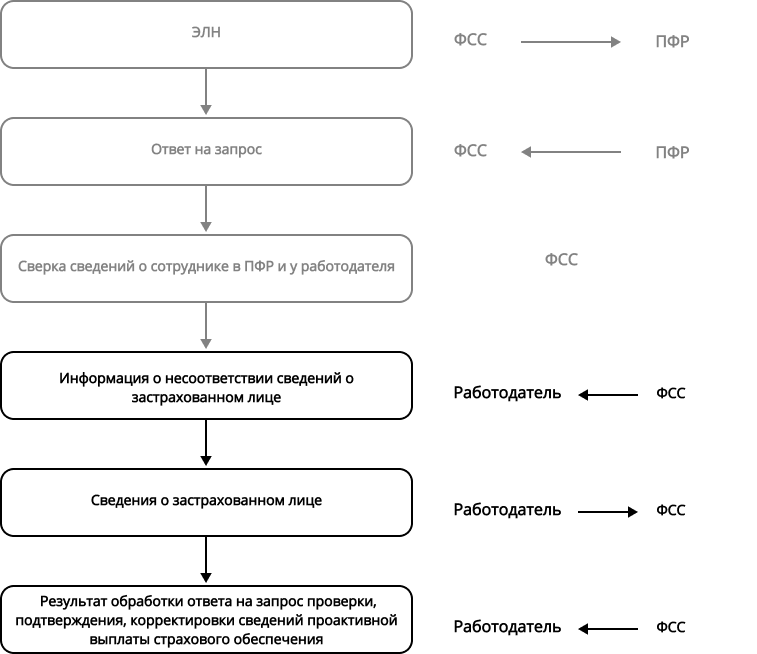 ЭЛН
ФСС ПФР
Ответ на запрос
ФСС ПФР
Сверка сведений о сотруднике в ПФР и у работодателя
ФСС
Информация о несоответствии сведений о
застрахованном лице
Работодатель ФСС
Сведения о застрахованном лице
Работодатель ФСС
Результат обработки ответа на запрос проверки,
подтверждения, корректировки сведений проактивной
выплаты страхового обеспечения
Работодатель ФСС